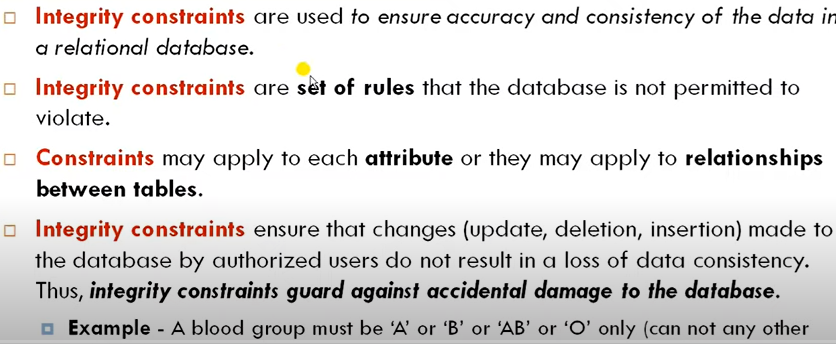 Integrity constraints are used to ensure accuracy and consistency of the data in
a relational database.
Integrity constraints are set of rules that the database is not permitted to
violate.
Constraints may apply to each attribute or they may apply to relationships
between tables.
Integrity constraints ensure that changes (update, deletion, insertion) made to
the database by authorized users do not result in a loss of data consistency.
Thus, integrity constraints guard against accidental damage to the database.
Example - A blood group must be ‘A’ or ‘B’ or ‘AB’ or ‘O’ only (can not any other